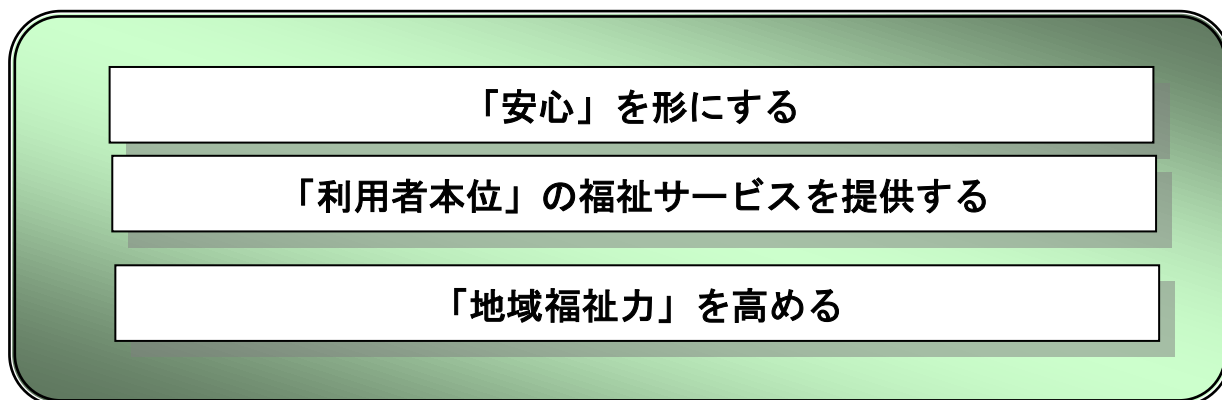 「安心」を形にする
「利用者本位」の福祉サービスを提供する
「地域福祉力」を高める